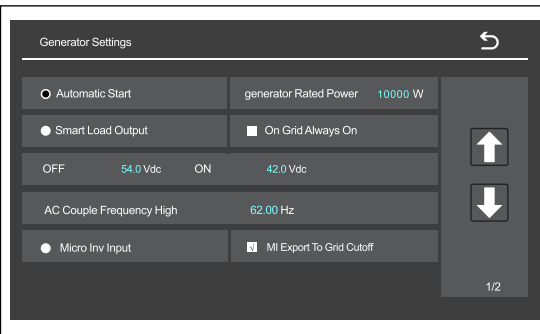 Generator Settings
Automatic Start
generator Rated Power 10000 W
Smart Load Output
On Grid Always On
OFF 54.0 Vdc ON 42.0 Vdc
AC Couple Frequency High 62.00 Hz
Micro Inv Input
MI Export To Grid Cutoff
1/2